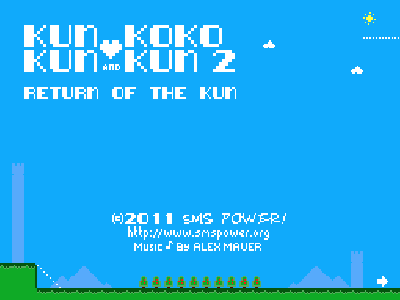 KUN KOKO
KUN AND KUN 2
RETURN OF THE KUN
(C)2011 SMS POWER!
http://www.smspower.org
MUSIC ♪ BY ALEX MAUER